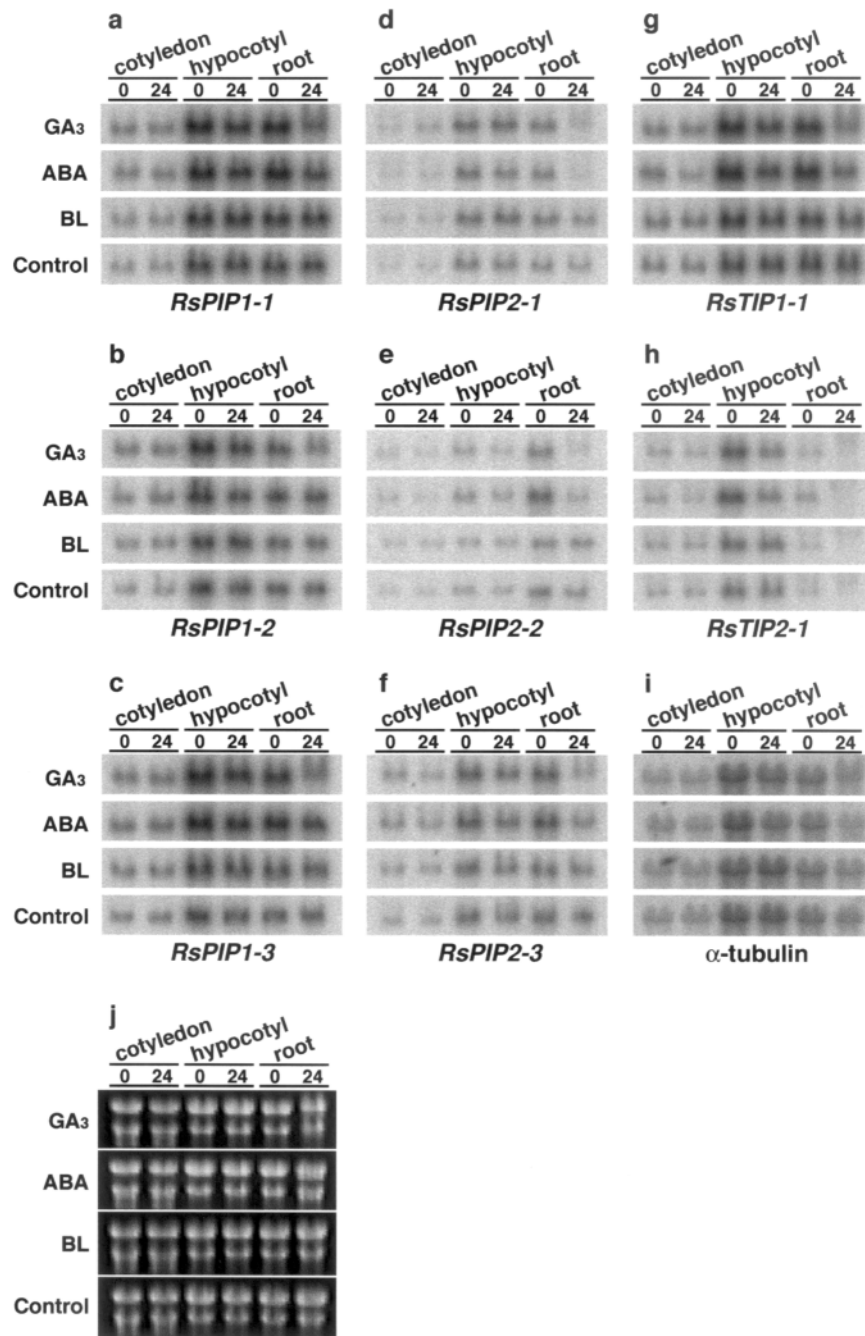 a
cotyledon hypocotyl root
0 24 0 24 0 24
GA3
ABA
BL
Control
RsPIP1-1
d
cotyledon hypocotyl root
0 24 0 24 0 24
RsPIP2-1
g
cotyledon hypocotyl root
0 24 0 24 0 24
RsTIP1-1
b
cotyledon hypocotyl root
0 24 0 24 0 24
GA3
ABA
BL
Control
RsPIP1-2
e
cotyledon hypocotyl root
0 24 0 24 0 24
RsPIP2-2
h
cotyledon hypocotyl root
0 24 0 24 0 24
RsTIP2-1
c
cotyledon hypocotyl root
0 24 0 24 0 24
GA3
ABA
BL
Control
RsPIP1-3
f
cotyledon hypocotyl root
0 24 0 24 0 24
RsPIP2-3
i
cotyledon hypocotyl root
0 24 0 24 0 24
α-tubulin
j
cotyledon hypocotyl root
0 24 0 24 0 24
GA3
ABA
BL
Control